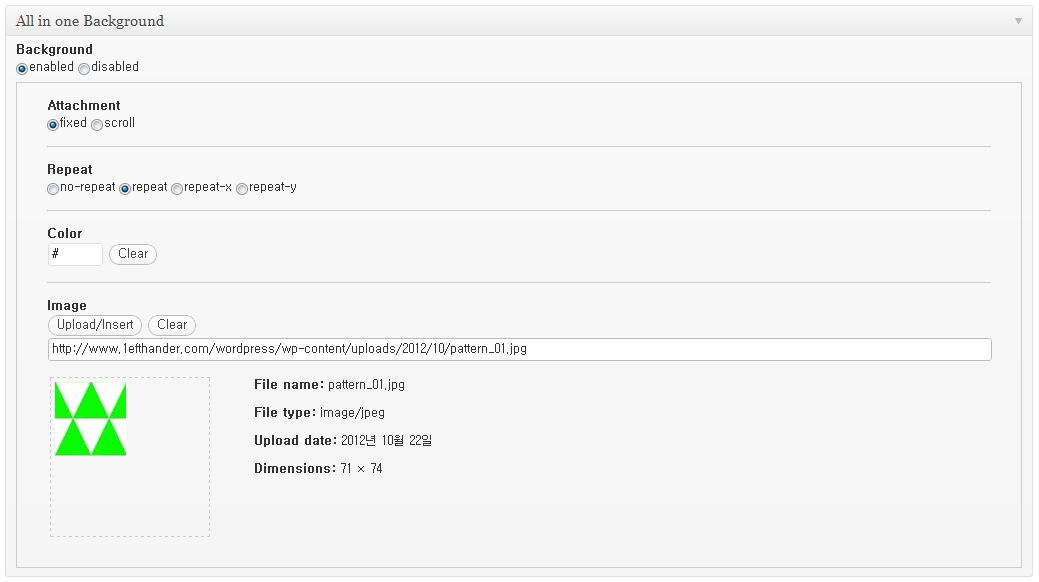 All in one Background
Background
enabled disabled
Attachment
fixed scroll
Repeat
no-repeat repeat repeat-x repeat-y
Color
# Clear
Image
Upload/Insert Clear
http://www.1efthander.com/wordpress/wp-content/uploads/2012/10/pattern_01.jpg
File name: pattern_01.jpg
File type: image/jpeg
Upload date: 2012년 10월 22일
Dimensions: 71 × 74